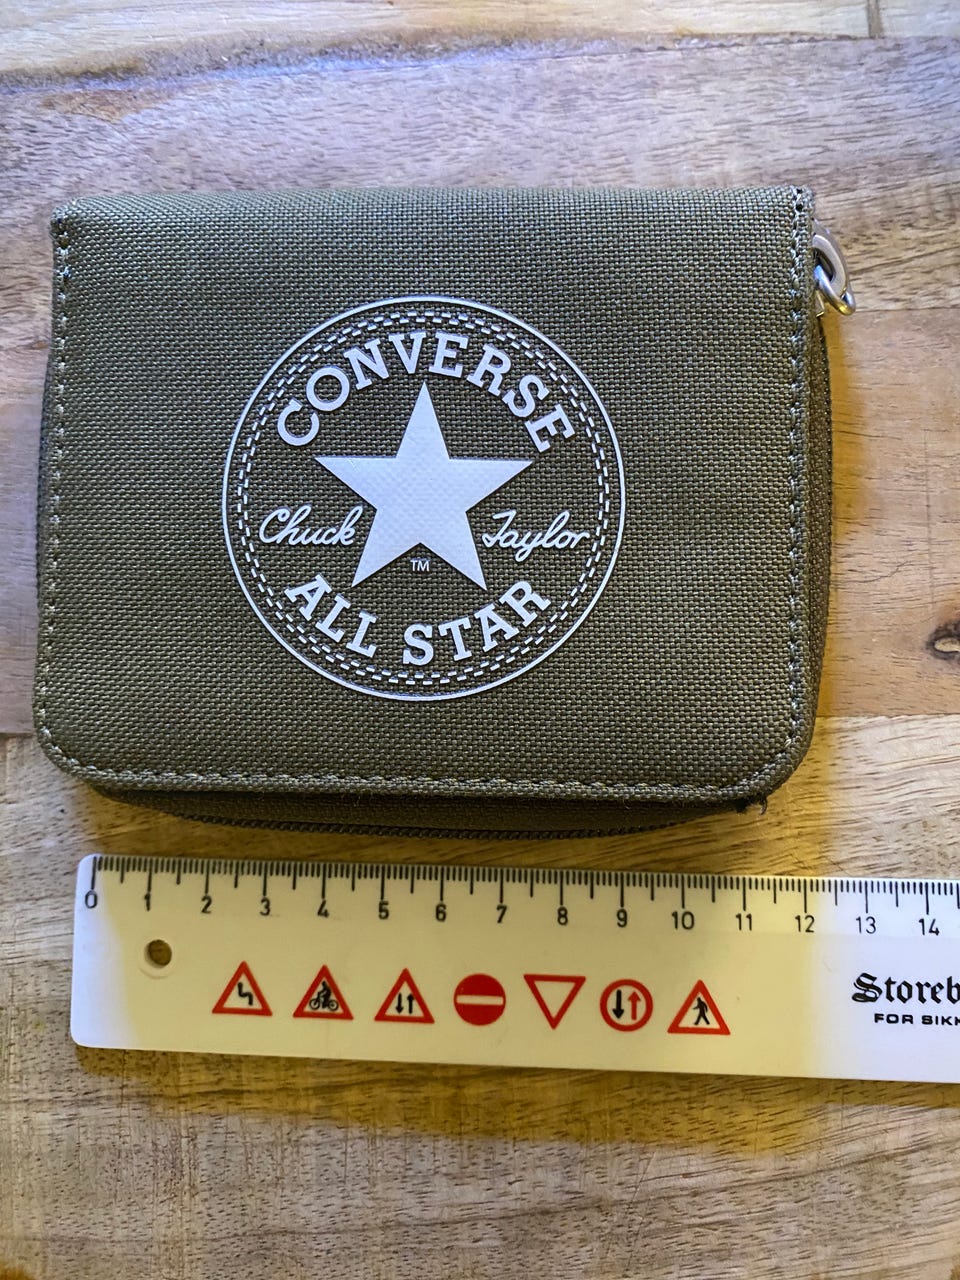 CONVERSE
Chuck Taylor
TM
ALL STAR
0 1 2 3 4 5 6 7 8 9 10 11 12 13 14
Storeb
FOR SIKK